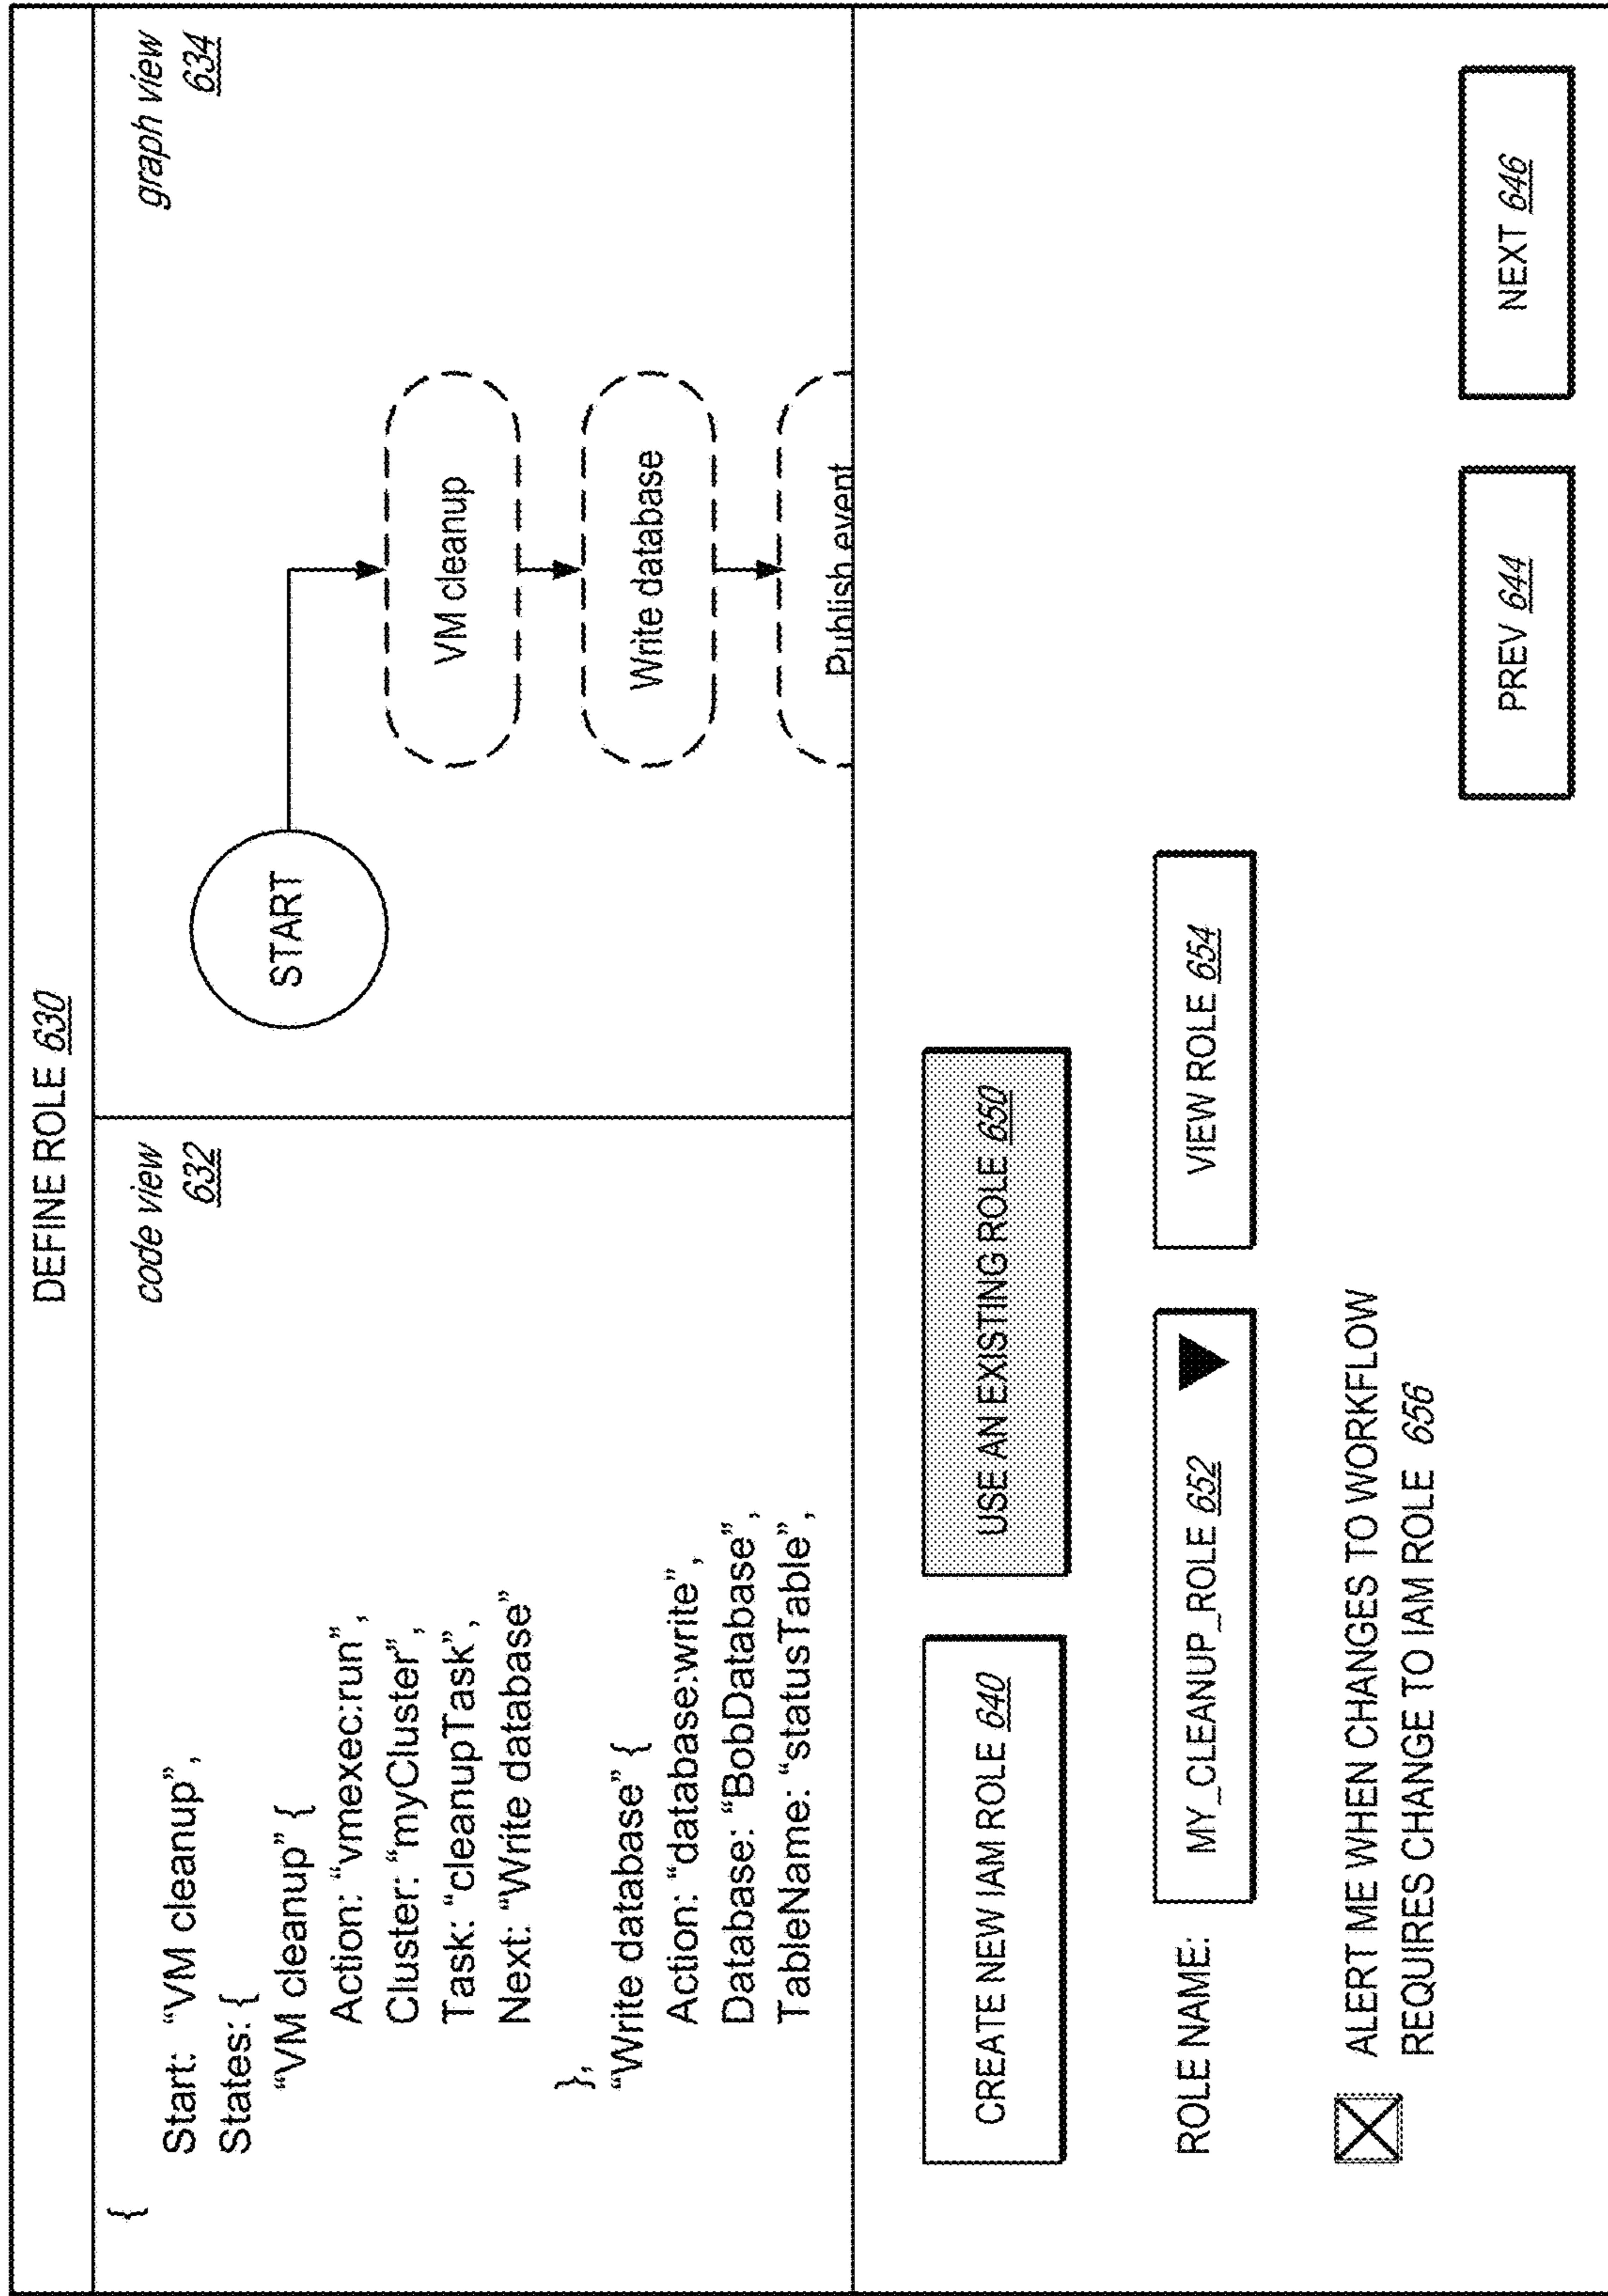 DEFINE ROLE 630
code view
632
{
Start: “VM cleanup”,
States: {
“VM cleanup” {
Action: “vmexec:run”,
Cluster: “myCluster”,
Task: “cleanupTask”,
Next: “Write database”
},
“Write database” {
Action: “database:write”,
Database: “BobDatabase”,
TableName: “statusTable”,
graph view
634
START
VM cleanup
Write database
Publish event
CREATE NEW IAM ROLE 640
USE AN EXISTING ROLE 650
ROLE NAME:
MY_CLEANUP_ROLE 652
VIEW ROLE 654
ALERT ME WHEN CHANGES TO WORKFLOW
REQUIRES CHANGE TO IAM ROLE 656
PREV 644
NEXT 646